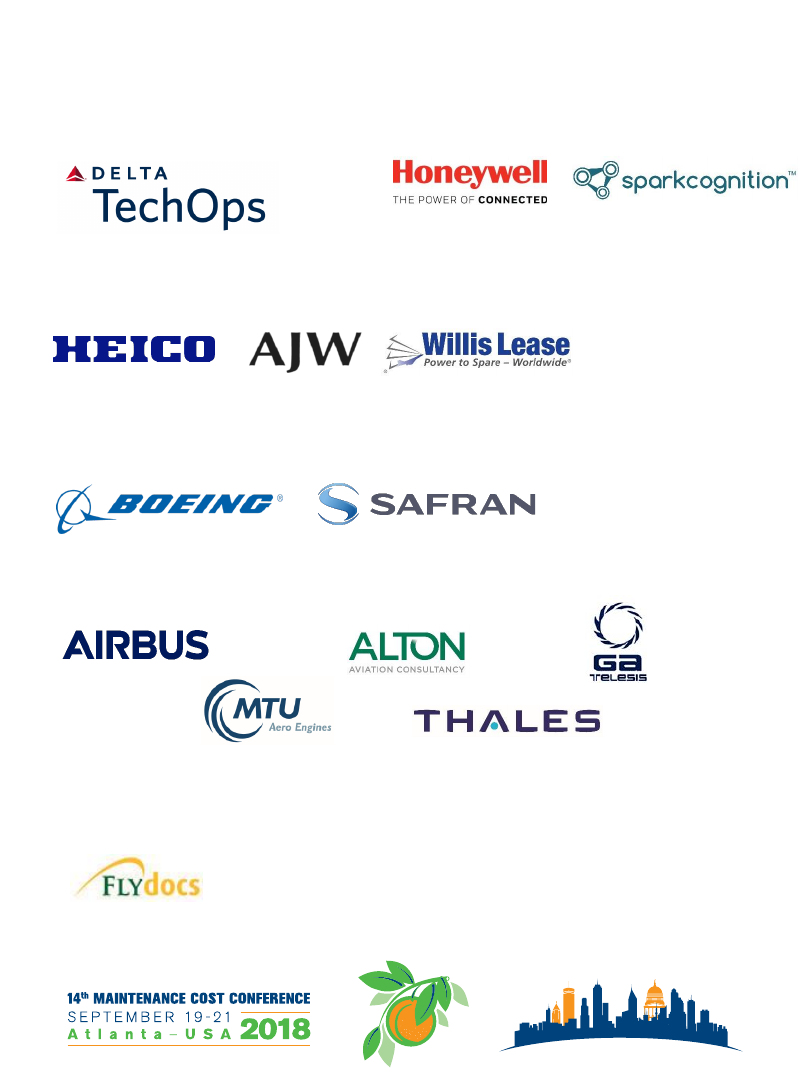 DELTA
TechOps
Honeywell
THE POWER OF CONNECTED
sparkcognition™
HEICO
AJW
Willis Lease
Power to Spare – Worldwide®
®
BOEING®
SAFRAN
AIRBUS
ALTON
AVIATION CONSULTANCY
GA
TELESIS
MTU
Aero Engines
THALES
FLYdocs
14th MAINTENANCE COST CONFERENCE
SEPTEMBER 19-21
Atlanta – USA 2018